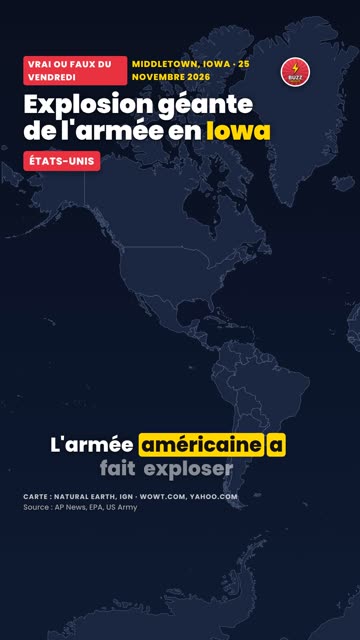 VRAI OU FAUX DU
VENDREDI
MIDDLETOWN, IOWA · 25
NOVEMBRE 2026
BUZZ
Explosion géante
de l'armée en Iowa
ÉTATS-UNIS
L'armée américaine a
fait exploser
CARTE : NATURAL EARTH, IGN · WOWT.COM, YAHOO.COM
Source : AP News, EPA, US Army